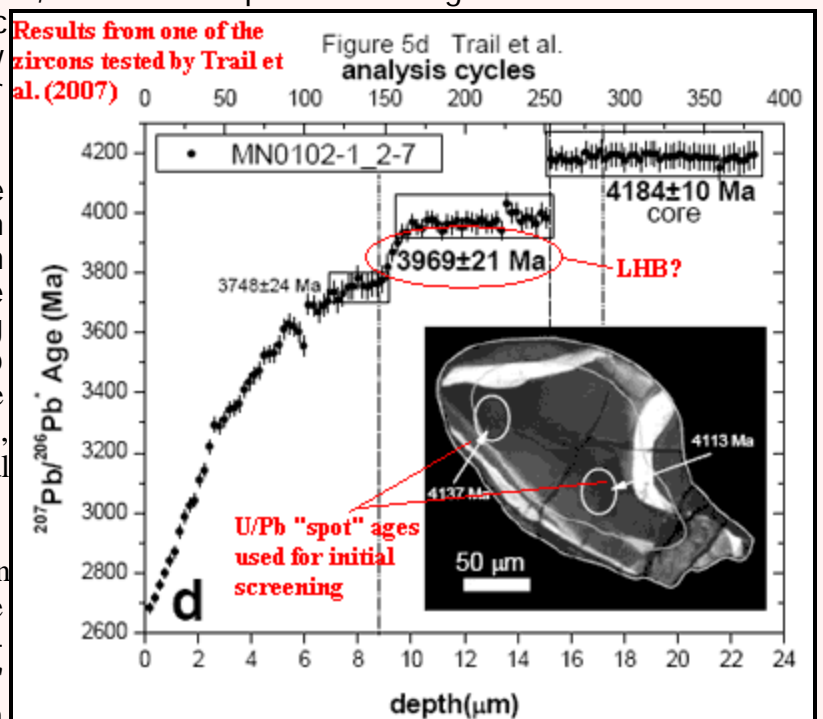 Results from one of the
zircons tested by Trail et
al. (2007)
Figure 5d Trail et al.
analysis cycles
0 50 100 150 200 250 300 350 400
4200
4000
3800
3600
3400
3200
3000
2800
2600
207Pb/206Pb* Age (Ma)
MN0102-1_2-7
4184±10 Ma
core
3969±21 Ma
LHB?
3748±24 Ma
4113 Ma
4137 Ma
U/Pb "spot" ages
used for initial
screening
50 μm
d
0 2 4 6 8 10 12 14 16 18 20 22 24
depth(μm)